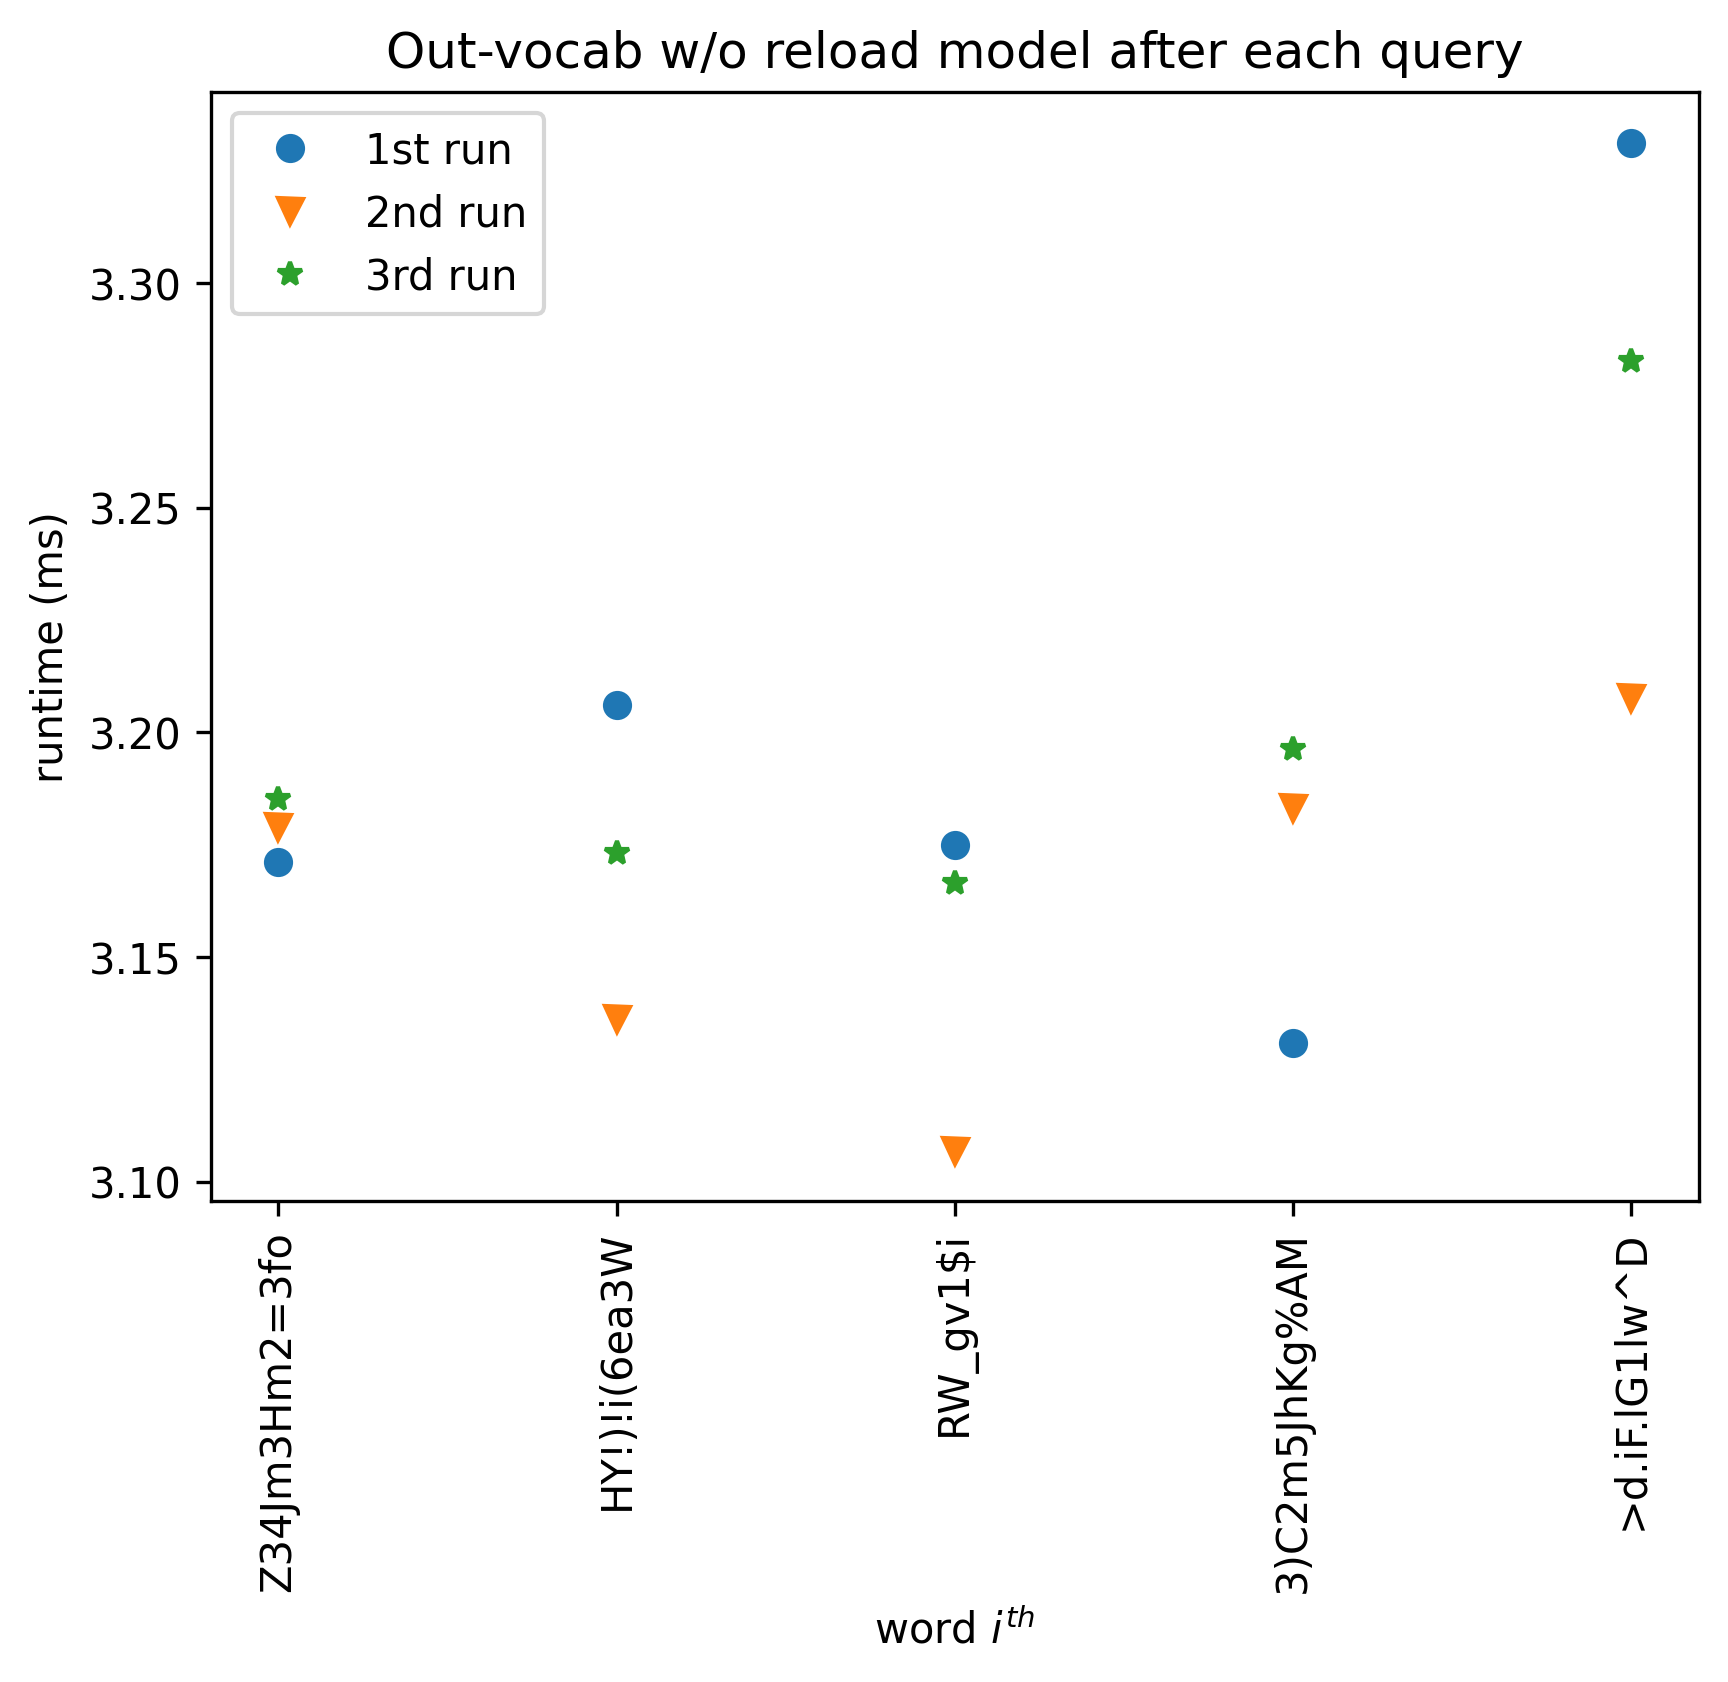 Out-vocab w/o reload model after each query
1st run
2nd run
3rd run
runtime (ms)
3.30
3.25
3.20
3.15
3.10
Z34Jm3Hm2=3fo
HY!)!i(6ea3W
RW_gv1$i
3)C2m5JhKg%AM
>d.iF.lG1lw^D
word i^th